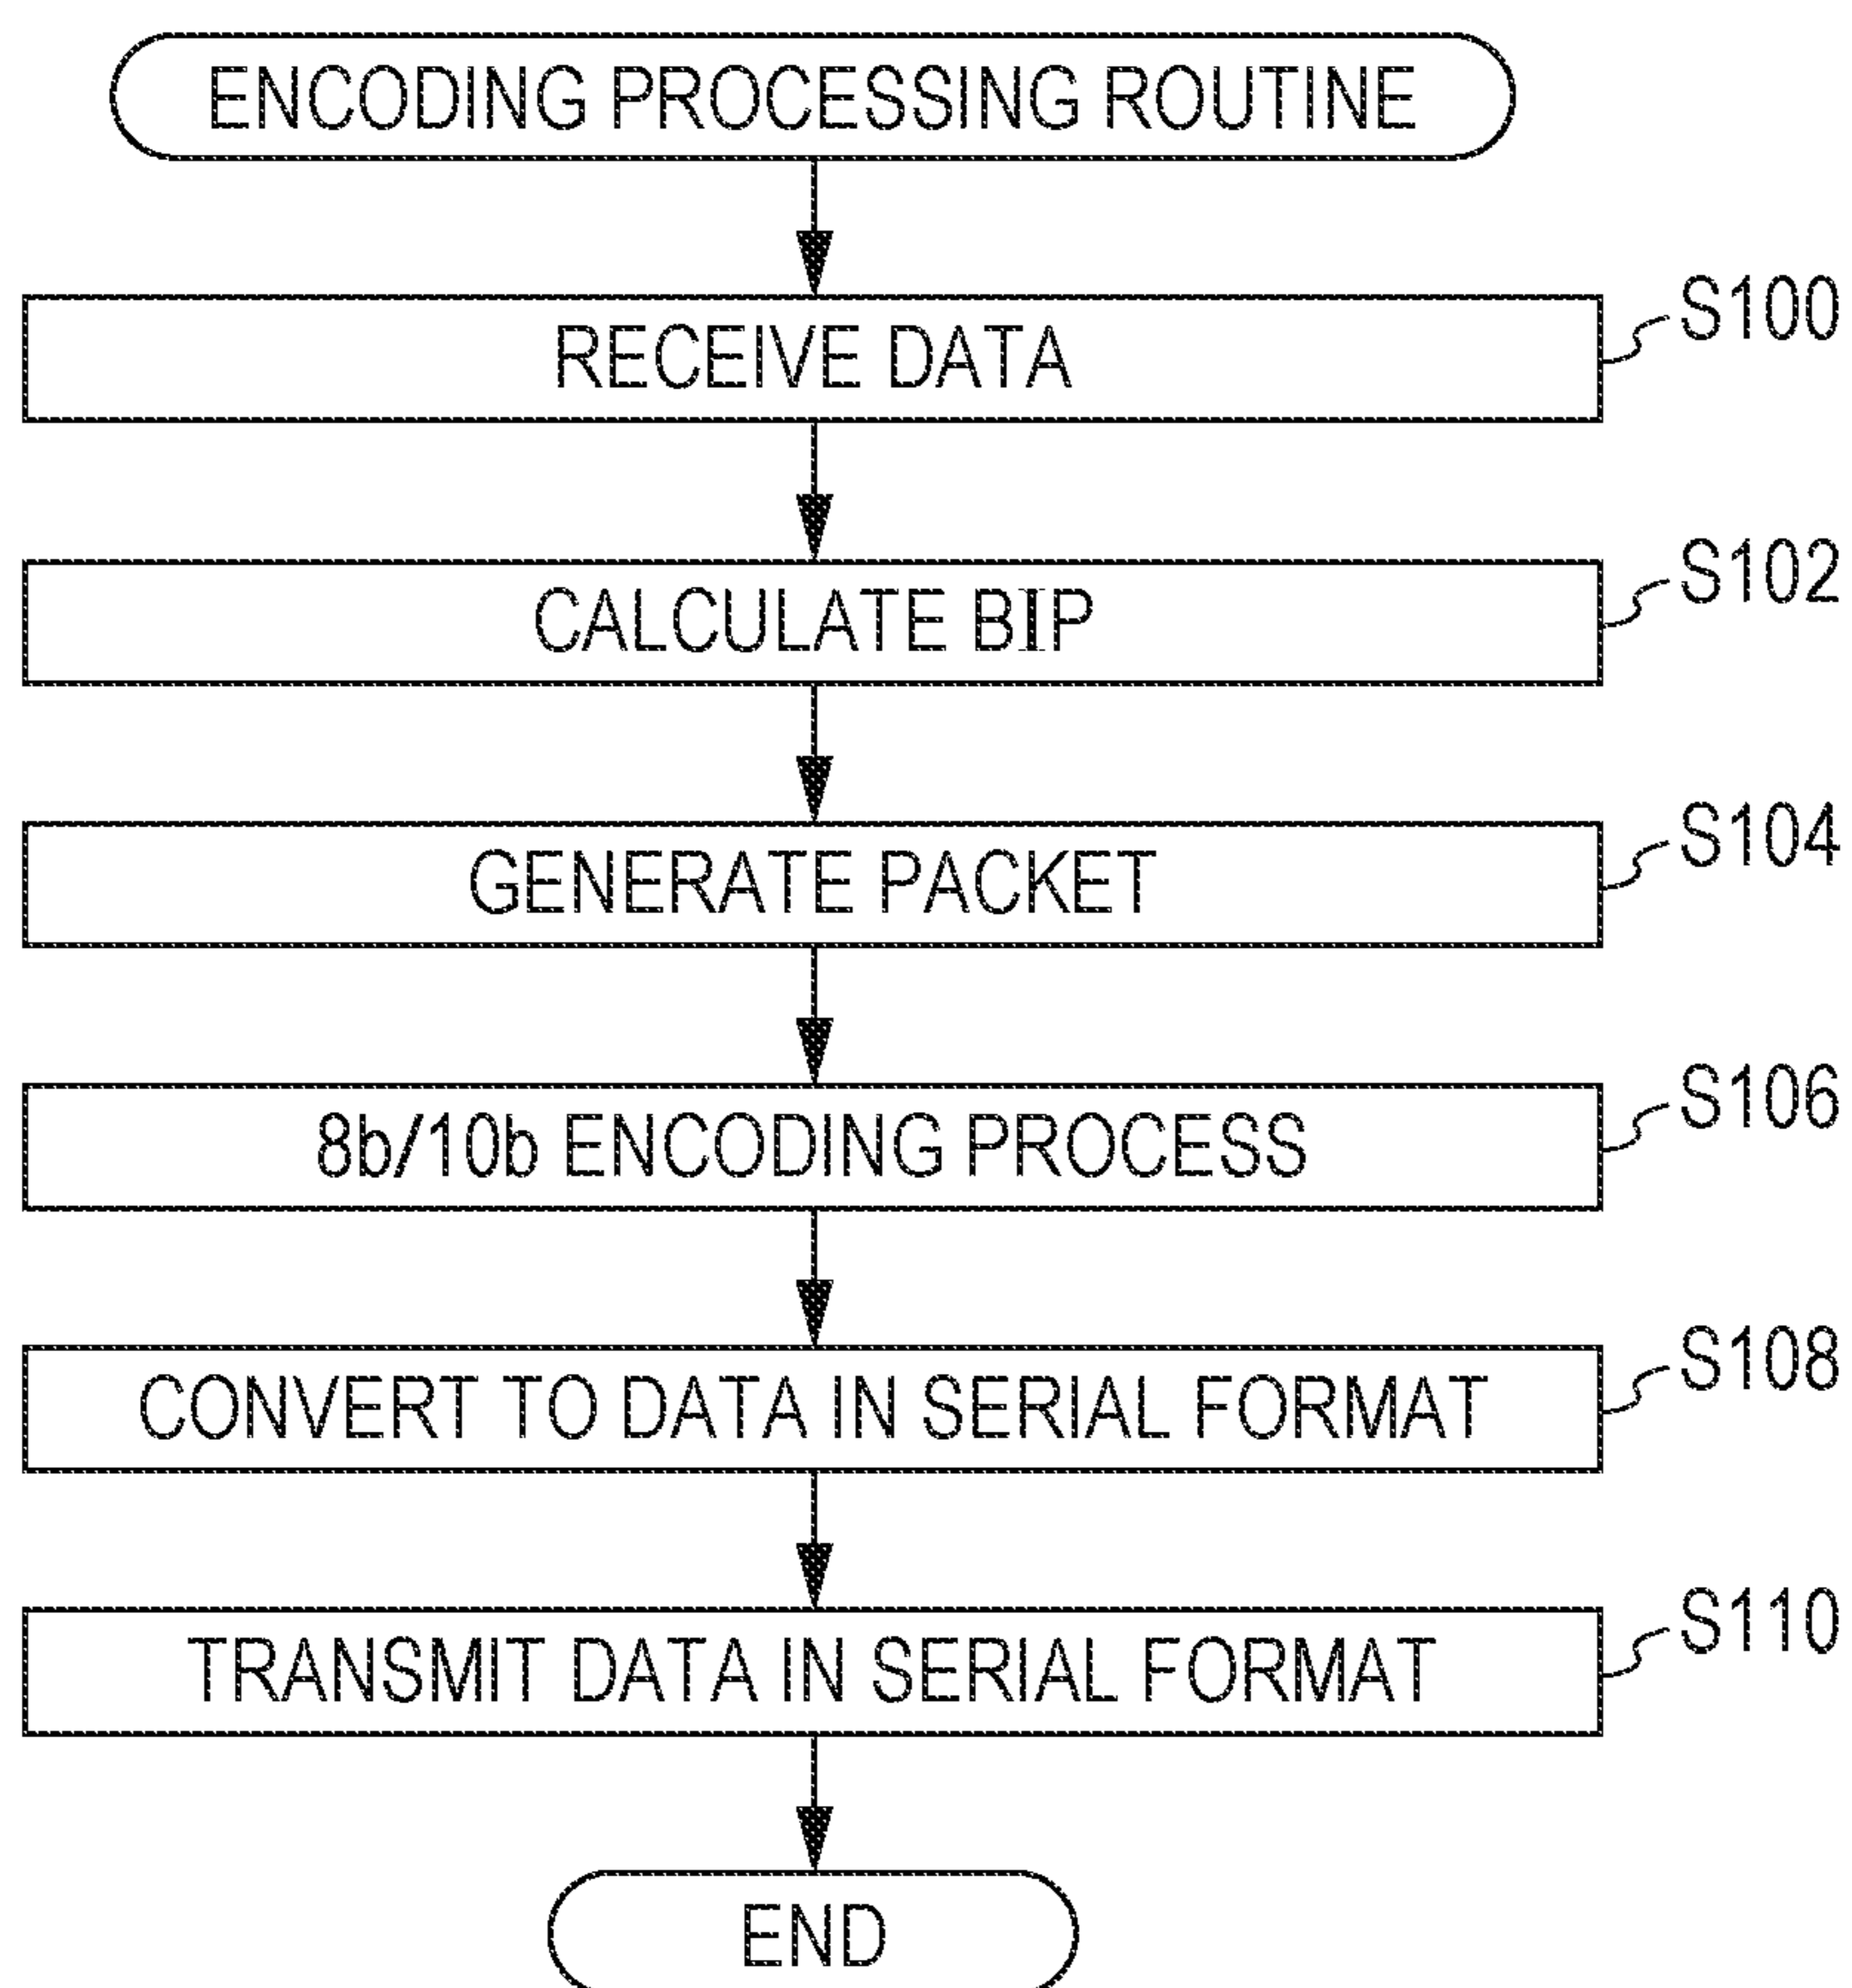 ENCODING PROCESSING ROUTINE
RECEIVE DATA
S100
CALCULATE BIP
S102
GENERATE PACKET
S104
8b/10b ENCODING PROCESS
S106
CONVERT TO DATA IN SERIAL FORMAT
S108
TRANSMIT DATA IN SERIAL FORMAT
S110
END